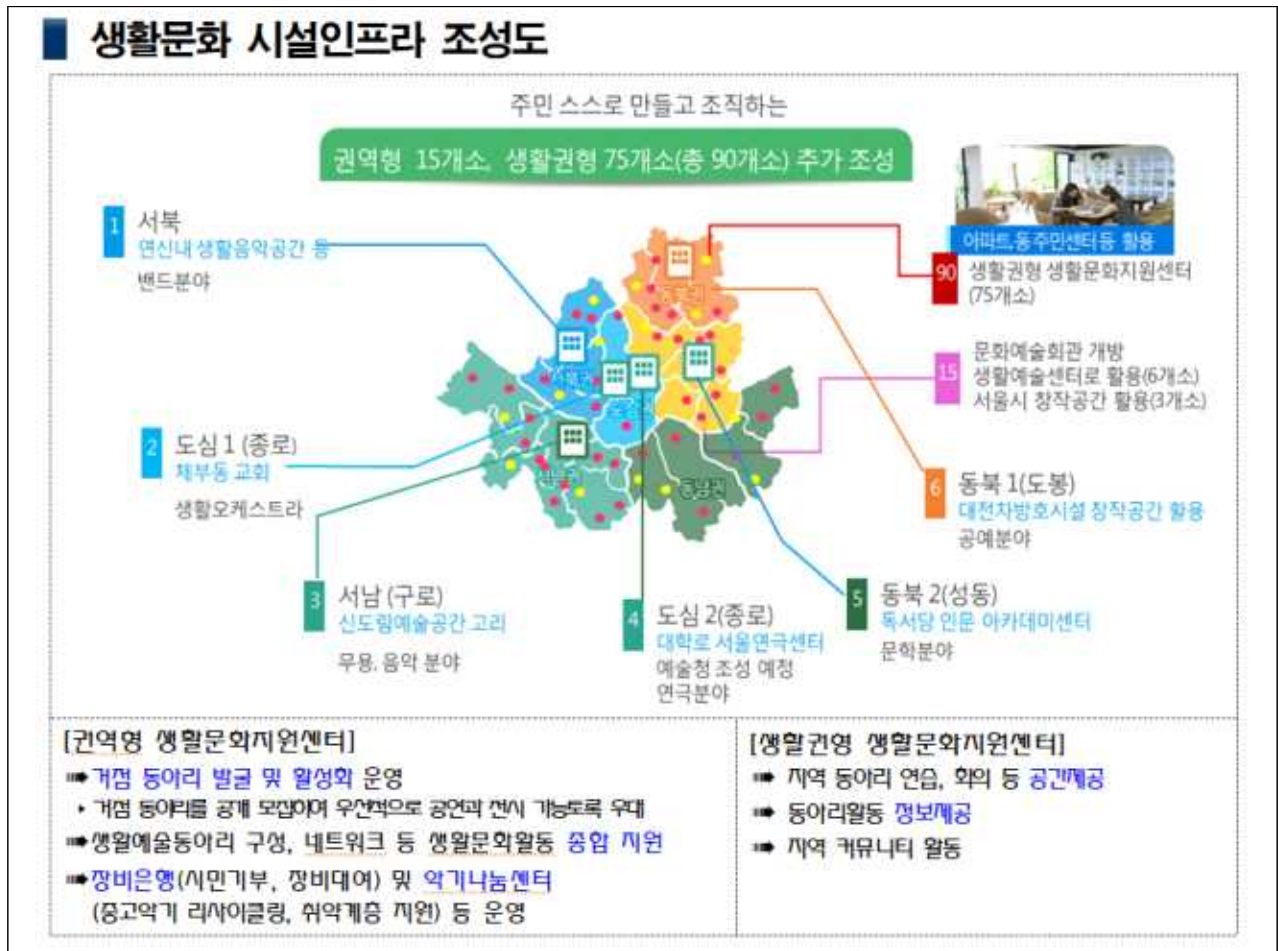 생활문화 시설인프라 조성도
주민 스스로 만들고 조직하는
권역형 15개소, 생활권형 75개소(총 90개소) 추가 조성
1
서북
연신내 생활음악공간 등
밴드분야
2
도심 1 (종로)
체부동 교회
생활오케스트라
3
서남 (구로)
신도림예술공간 고리
무용, 음악 분야
4
도심 2(종로)
대학로 서울연극센터
예술청 조성 예정
연극분야
5
동북 2(성동)
독서당 인문 아카데미센터
문학분야
6
동북 1(도봉)
대전차방호시설 창작공간 활용
공예분야
15
문화예술회관 개방
생활예술센터로 활용(6개소)
서울시 창작공간 활용(3개소)
아파트,동주민센터 등 활용
90
생활권형 생활문화지원센터
(75개소)
동남권
[권역형 생활문화지원센터]
➠거점 동아리 발굴 및 활성화 운영
▸ 거점 동아리를 공개 모집하여 우선적으로 공연과 전시 가능토록 우대
➠생활예술동아리 구성, 네트워크 등 생활문화활동 종합 지원
➠장비은행(시민기부, 장비대여) 및 악기나눔센터
(중고악기 리사이클링, 취약계층 지원) 등 운영
[생활권영 생활문화지원센터]
➠ 지역 동아리 연습, 회의 등 공간제공
➠ 동아리활동 정보제공
➠ 지역 커뮤니티 활동